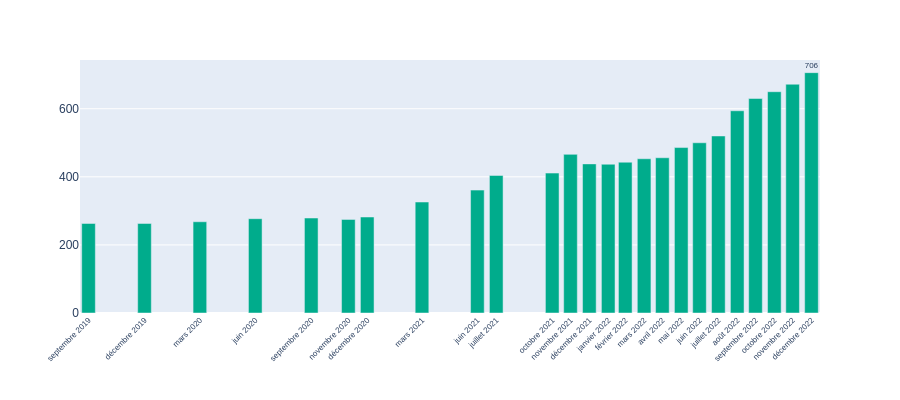 706
600
400
200
0
septembre 2019
décembre 2019
mars 2020
juin 2020
septembre 2020
novembre 2020
décembre 2020
mars 2021
juin 2021
juillet 2021
octobre 2021
novembre 2021
décembre 2021
janvier 2022
février 2022
mars 2022
avril 2022
mai 2022
juin 2022
juillet 2022
août 2022
septembre 2022
octobre 2022
novembre 2022
décembre 2022